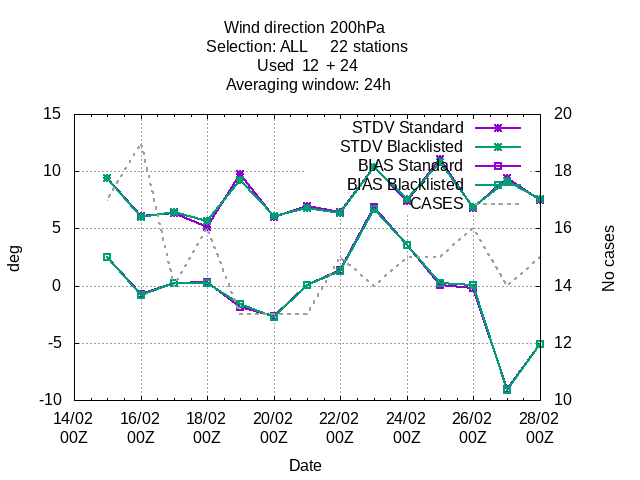 Wind direction 200hPa
Selection: ALL     22 stations
Used  12  + 24
Averaging window: 24h
15
10
5
0
-5
-10
20
18
16
14
12
10
deg
No cases
STDV Standard
STDV Blacklisted
BIAS Standard
BIAS Blacklisted
CASES
14/02 16/02 18/02 20/02 22/02 24/02 26/02 28/02
00Z 00Z 00Z 00Z 00Z 00Z 00Z 00Z
Date